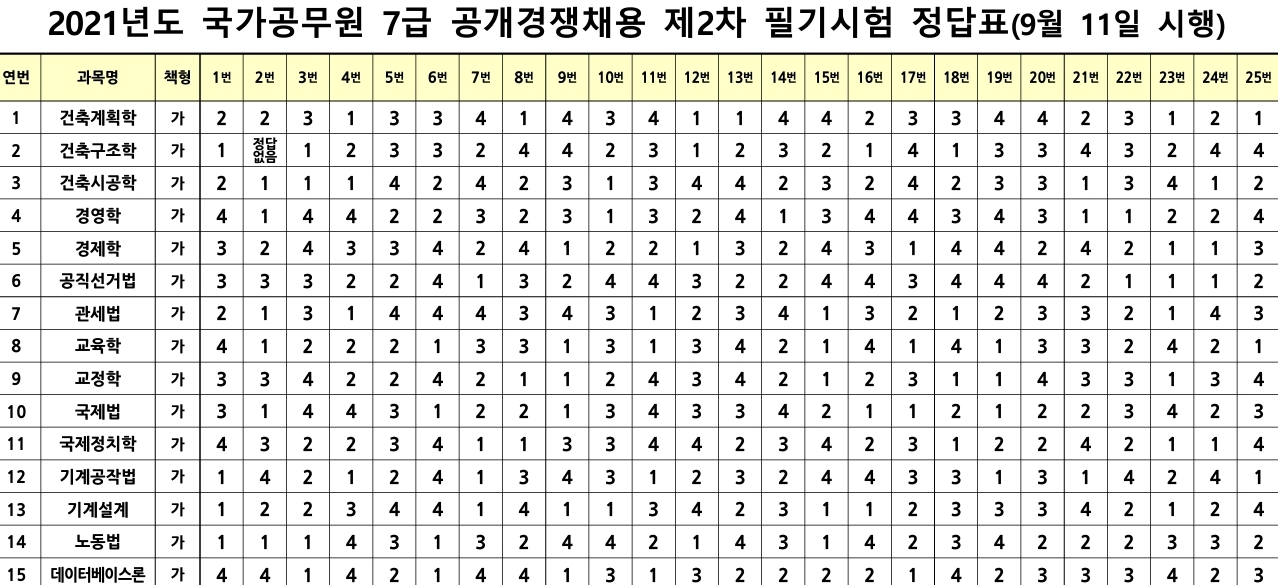 2021년도 국가공무원 7급 공개경쟁채용 제2차 필기시험 정답표(9월 11일 시행)
연번 과목명 책형 1번 2번 3번 4번 5번 6번 7번 8번 9번 10번 11번 12번 13번 14번 15번 16번 17번 18번 19번 20번 21번 22번 23번 24번 25번
1 건축계획학 가 2 2 3 1 3 3 4 1 4 3 4 1 1 4 4 2 3 3 4 4 2 3 1 2 1
2 건축구조학 가 1 정답없음 1 2 3 3 2 4 4 2 3 1 2 3 2 1 4 1 3 3 4 3 2 4 4
3 건축시공학 가 2 1 1 1 4 2 4 2 3 1 3 4 4 2 3 2 4 2 3 3 1 3 4 1 2
4 경영학 가 4 1 4 4 2 2 3 2 3 1 3 2 4 1 3 4 4 3 4 3 1 1 2 2 4
5 경제학 가 3 2 4 3 3 4 2 4 1 2 2 1 3 2 4 3 1 4 4 2 4 2 1 1 3
6 공직선거법 가 3 3 3 2 2 4 1 3 2 4 4 3 2 2 4 4 3 4 4 4 2 1 1 1 2
7 관세법 가 2 1 3 1 4 4 4 3 4 3 1 2 3 4 1 3 2 1 2 3 3 2 1 4 3
8 교육학 가 4 1 2 2 2 1 3 3 1 3 1 3 4 2 1 4 1 4 1 3 3 2 4 2 1
9 교정학 가 3 3 4 2 2 4 2 1 1 2 4 3 4 2 1 2 3 1 1 4 3 3 1 3 4
10 국제법 가 3 1 4 4 3 1 2 2 1 3 4 3 3 4 2 1 1 2 1 2 2 3 4 2 3
11 국제정치학 가 4 3 2 2 3 4 1 1 3 3 4 4 2 3 4 2 3 1 2 2 4 2 1 1 4
12 기계공작법 가 1 4 2 1 2 4 1 3 4 3 1 2 3 2 4 4 3 3 1 3 1 4 2 4 1
13 기계설계 가 1 2 2 3 4 4 1 4 1 1 3 4 2 3 1 1 2 3 3 3 4 2 1 2 4
14 노동법 가 1 1 1 4 3 1 3 2 4 4 2 1 4 3 1 4 2 3 4 2 2 2 3 3 2
15 데이터베이스론 가 4 4 1 4 2 1 4 4 1 3 1 3 2 2 2 2 1 4 2 3 3 3 4 2 3